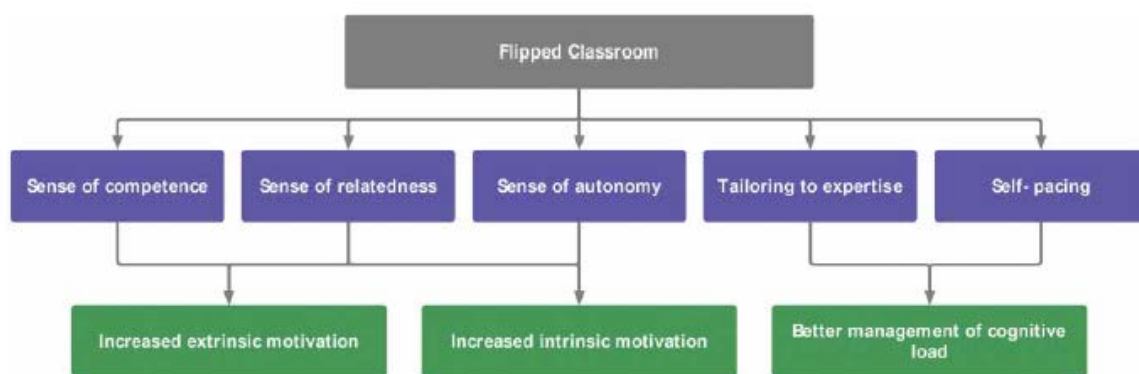 Flipped Classroom
Sense of competence
Sense of relatedness
Sense of autonomy
Tailoring to expertise
Self- pacing
Increased extrinsic motivation
Increased intrinsic motivation
Better management of cognitive
load